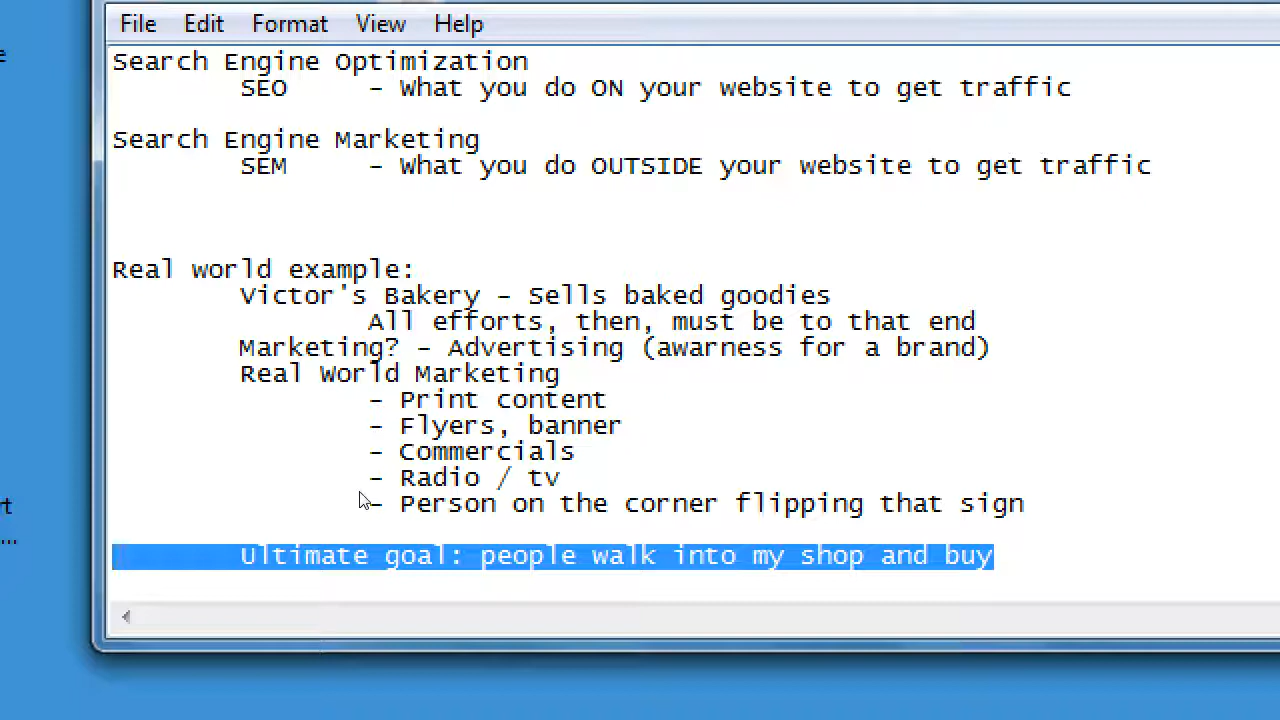 File Edit Format View Help
Search Engine Optimization
SEO - What you do ON your website to get traffic
Search Engine Marketing
SEM - What you do OUTSIDE your website to get traffic
Real world example:
Victor's Bakery - Sells baked goodies
All efforts, then, must be to that end
Marketing? - Advertising (awarness for a brand)
Real World Marketing
- Print content
- Flyers, banner
- Commercials
- Radio / tv
- Person on the corner flipping that sign
Ultimate goal: people walk into my shop and buy